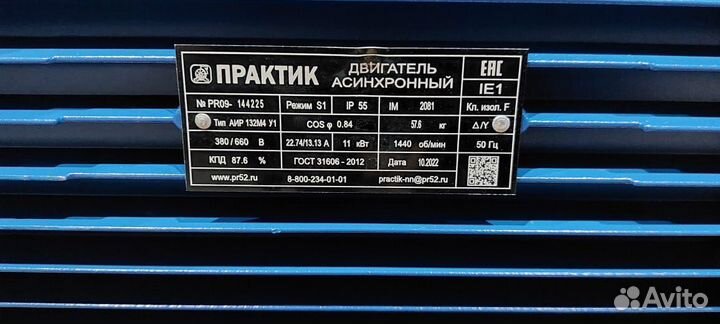 ПРАКТИК ДВИГАТЕЛЬ АСИНХРОННЫЙ EAC
IE1
№ PR09- 144225 Режим S1 IP 55 IM 2081 Кл. изол. F
Тип АИР 132М4 У1 COS φ 0.84 57.6 кг Δ/Y
380/660 В 22.74/13.13 А 11 кВт 1440 об/мин 50 Гц
КПД 87.6 % ГОСТ 31606 - 2012 Дата 10.2022
www.pr52.ru 8-800-234-01-01 practik-nn@pr52.ru
Avito